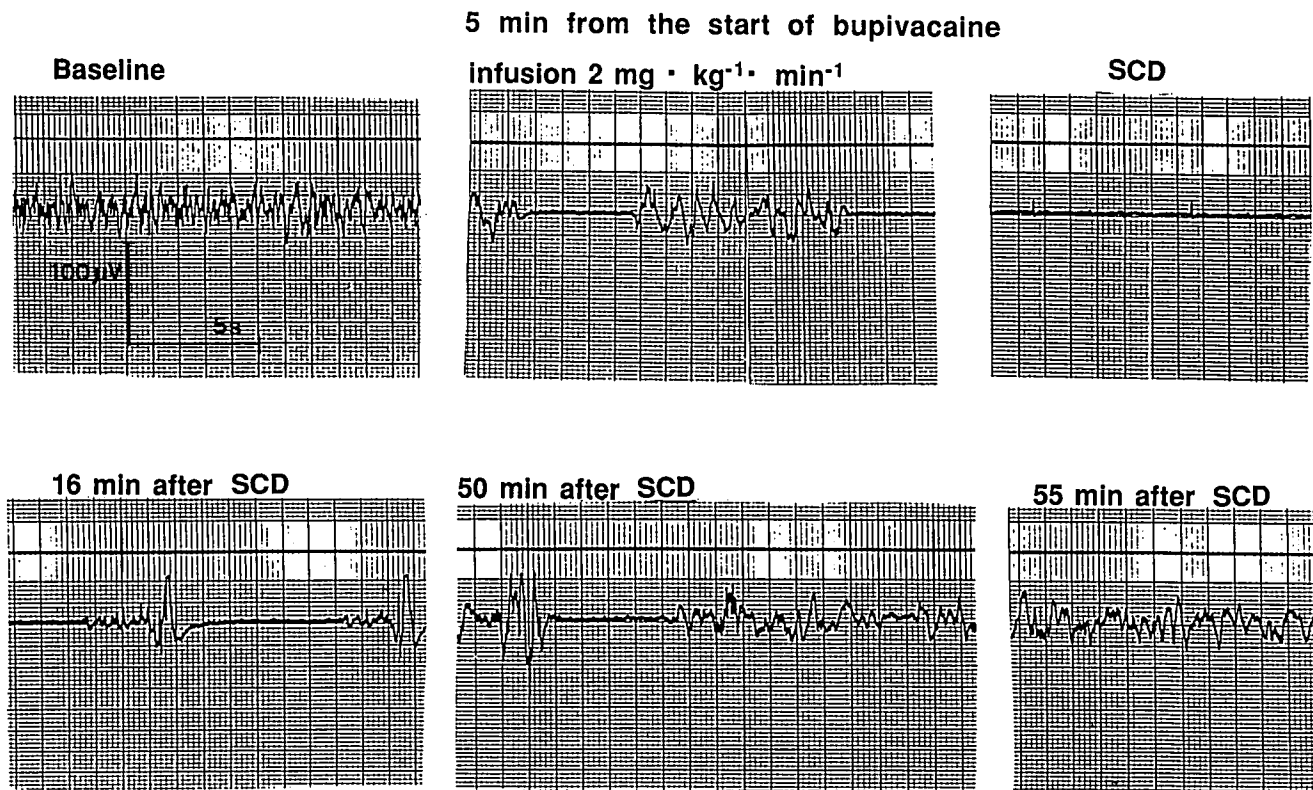 5 min from the start of bupivacaine
Baseline
infusion 2 mg · kg⁻¹· min⁻¹
SCD
100μV
5s
16 min after SCD
50 min after SCD
55 min after SCD